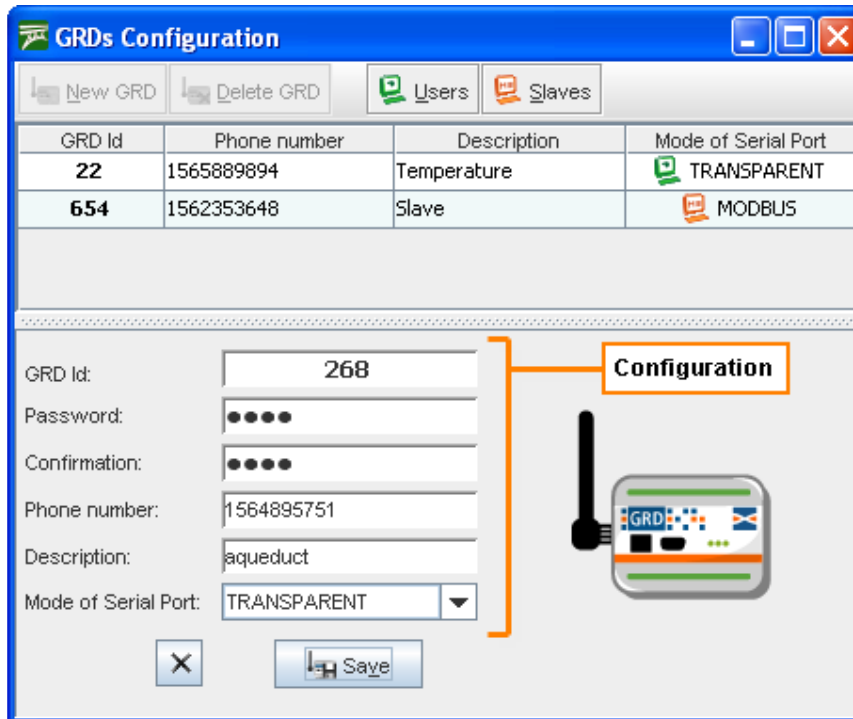 GRDs Configuration
New GRD Delete GRD Users Slaves
GRD Id Phone number Description Mode of Serial Port
22 1565889894 Temperature TRANSPARENT
654 1562353648 Slave MODBUS
GRD Id: 268
Configuration
Password: ●●●●
Confirmation: ●●●●
Phone number: 1564895751
GRD
Description: aqueduct
Mode of Serial Port: TRANSPARENT
X Save